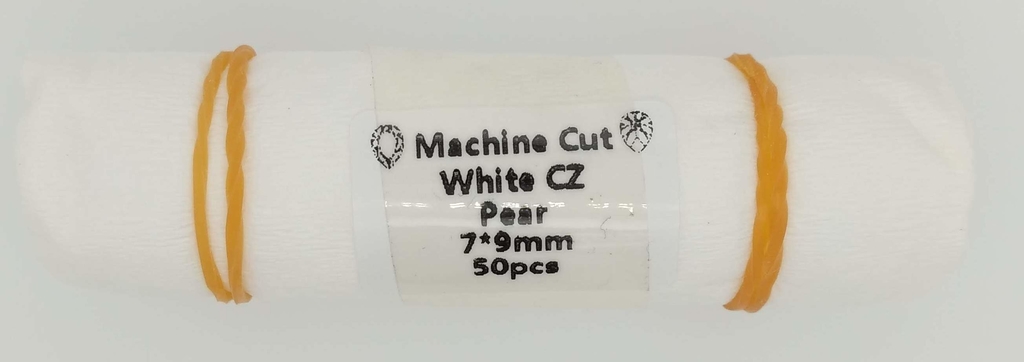 Machine Cut
White CZ
Pear
7*9mm
50pcs